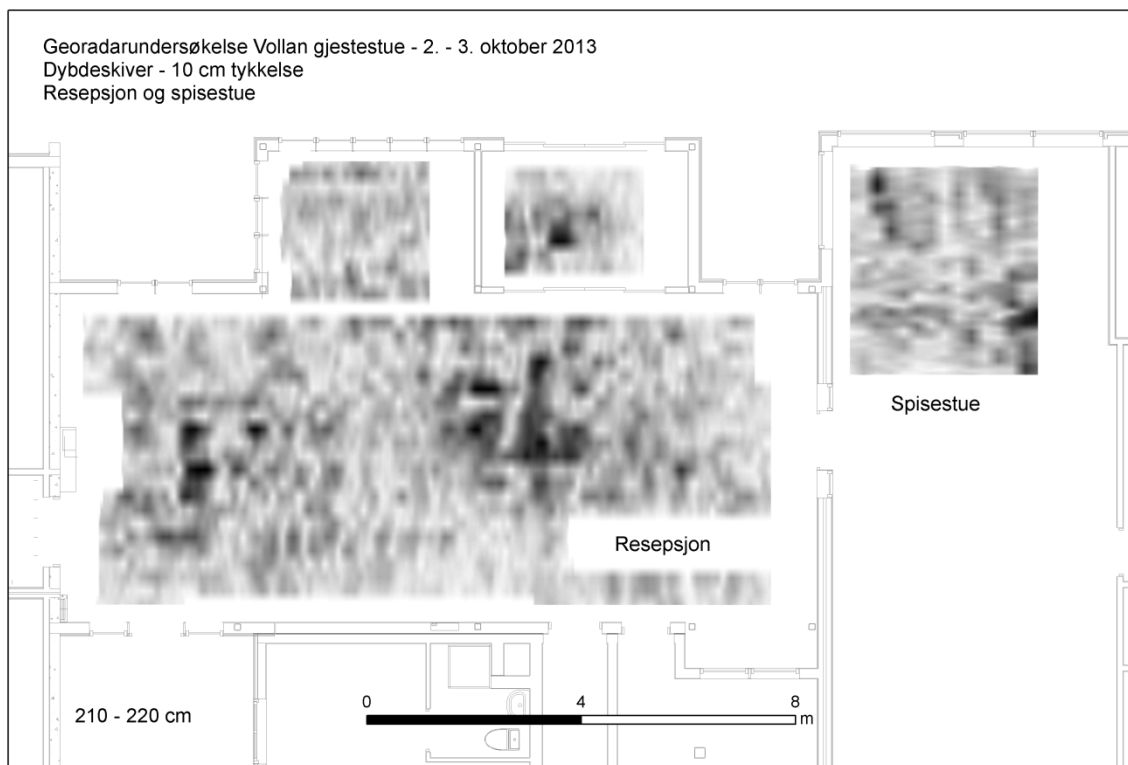 Georadarundersøkelse Vollan gjestestue - 2. - 3. oktober 2013
Dybdeskiver - 10 cm tykkelse
Resepsjon og spisestue
Spisestue
Resepsjon
210 - 220 cm
0 4 8
m